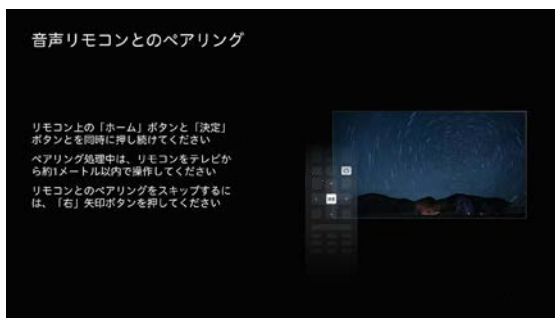 音声リモコンとのペアリング
リモコン上の「ホーム」ボタンと「決定」
ボタンとを同時に押し続けてください
ペアリング処理中は、リモコンをテレビか
ら約1メートル以内で操作してください
リモコンとのペアリングをスキップするに
は、「右」矢印ボタンを押してください